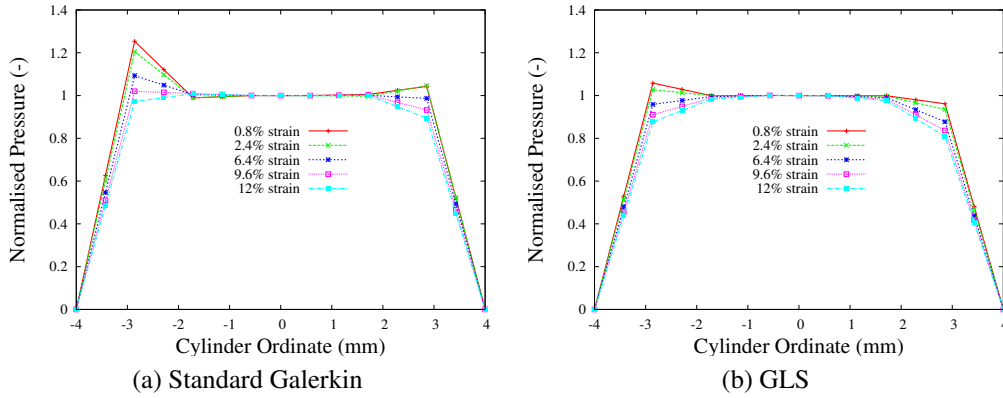 1.4
1.2
1
0.8
0.6
0.4
0.2
0
Normalised Pressure (-)
0.8% strain
2.4% strain
6.4% strain
9.6% strain
12% strain
-4 -3 -2 -1 0 1 2 3 4
Cylinder Ordinate (mm)
(a) Standard Galerkin
1.4
1.2
1
0.8
0.6
0.4
0.2
0
Normalised Pressure (-)
0.8% strain
2.4% strain
6.4% strain
9.6% strain
12% strain
-4 -3 -2 -1 0 1 2 3 4
Cylinder Ordinate (mm)
(b) GLS